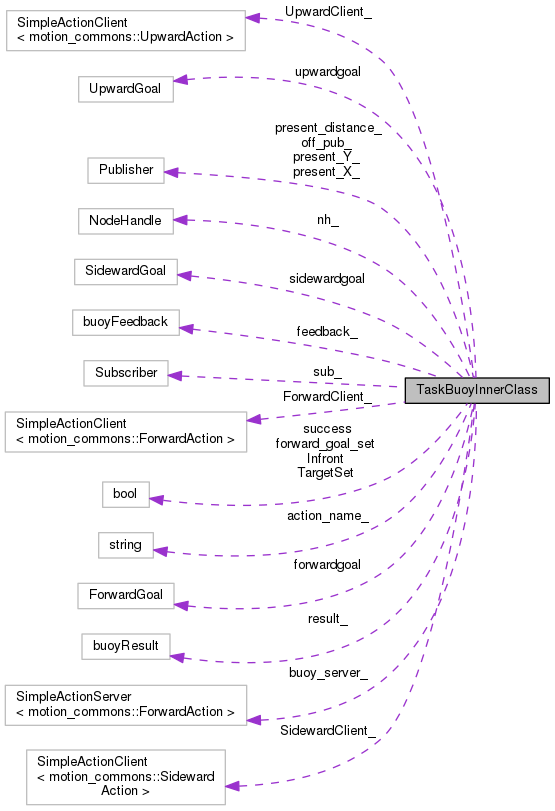 SimpleActionClient
< motion_commons::UpwardAction >
UpwardClient_
UpwardGoal
upwardgoal
Publisher
present_distance_
off_pub_
present_Y_
present_X_
NodeHandle
nh_
SidewardGoal
sidewardgoal
buoyFeedback
feedback_
Subscriber
sub_
TaskBuoyInnerClass
SimpleActionClient
< motion_commons::ForwardAction >
ForwardClient_
bool
success
forward_goal_set
Infront
TargetSet
string
action_name_
ForwardGoal
forwardgoal
buoyResult
result_
SimpleActionServer
< motion_commons::ForwardAction >
buoy_server_
SimpleActionClient
< motion_commons::Sideward
Action >
SidewardClient_